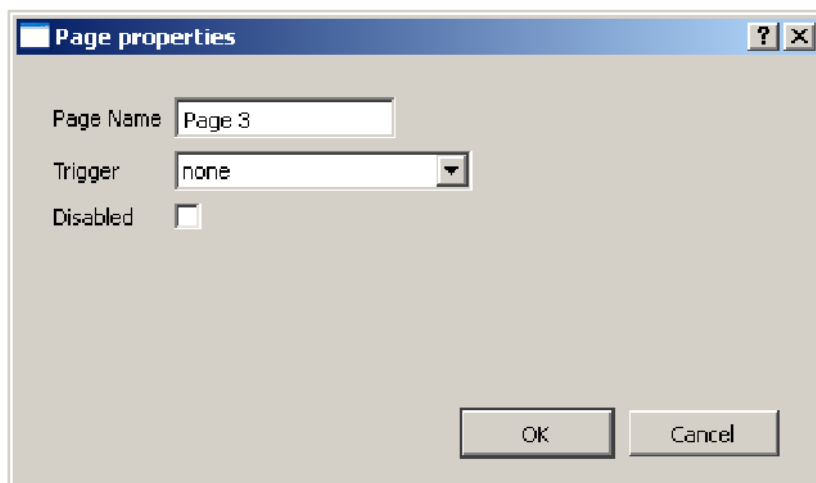 Page properties
Page Name Page 3
Trigger none
Disabled
OK Cancel